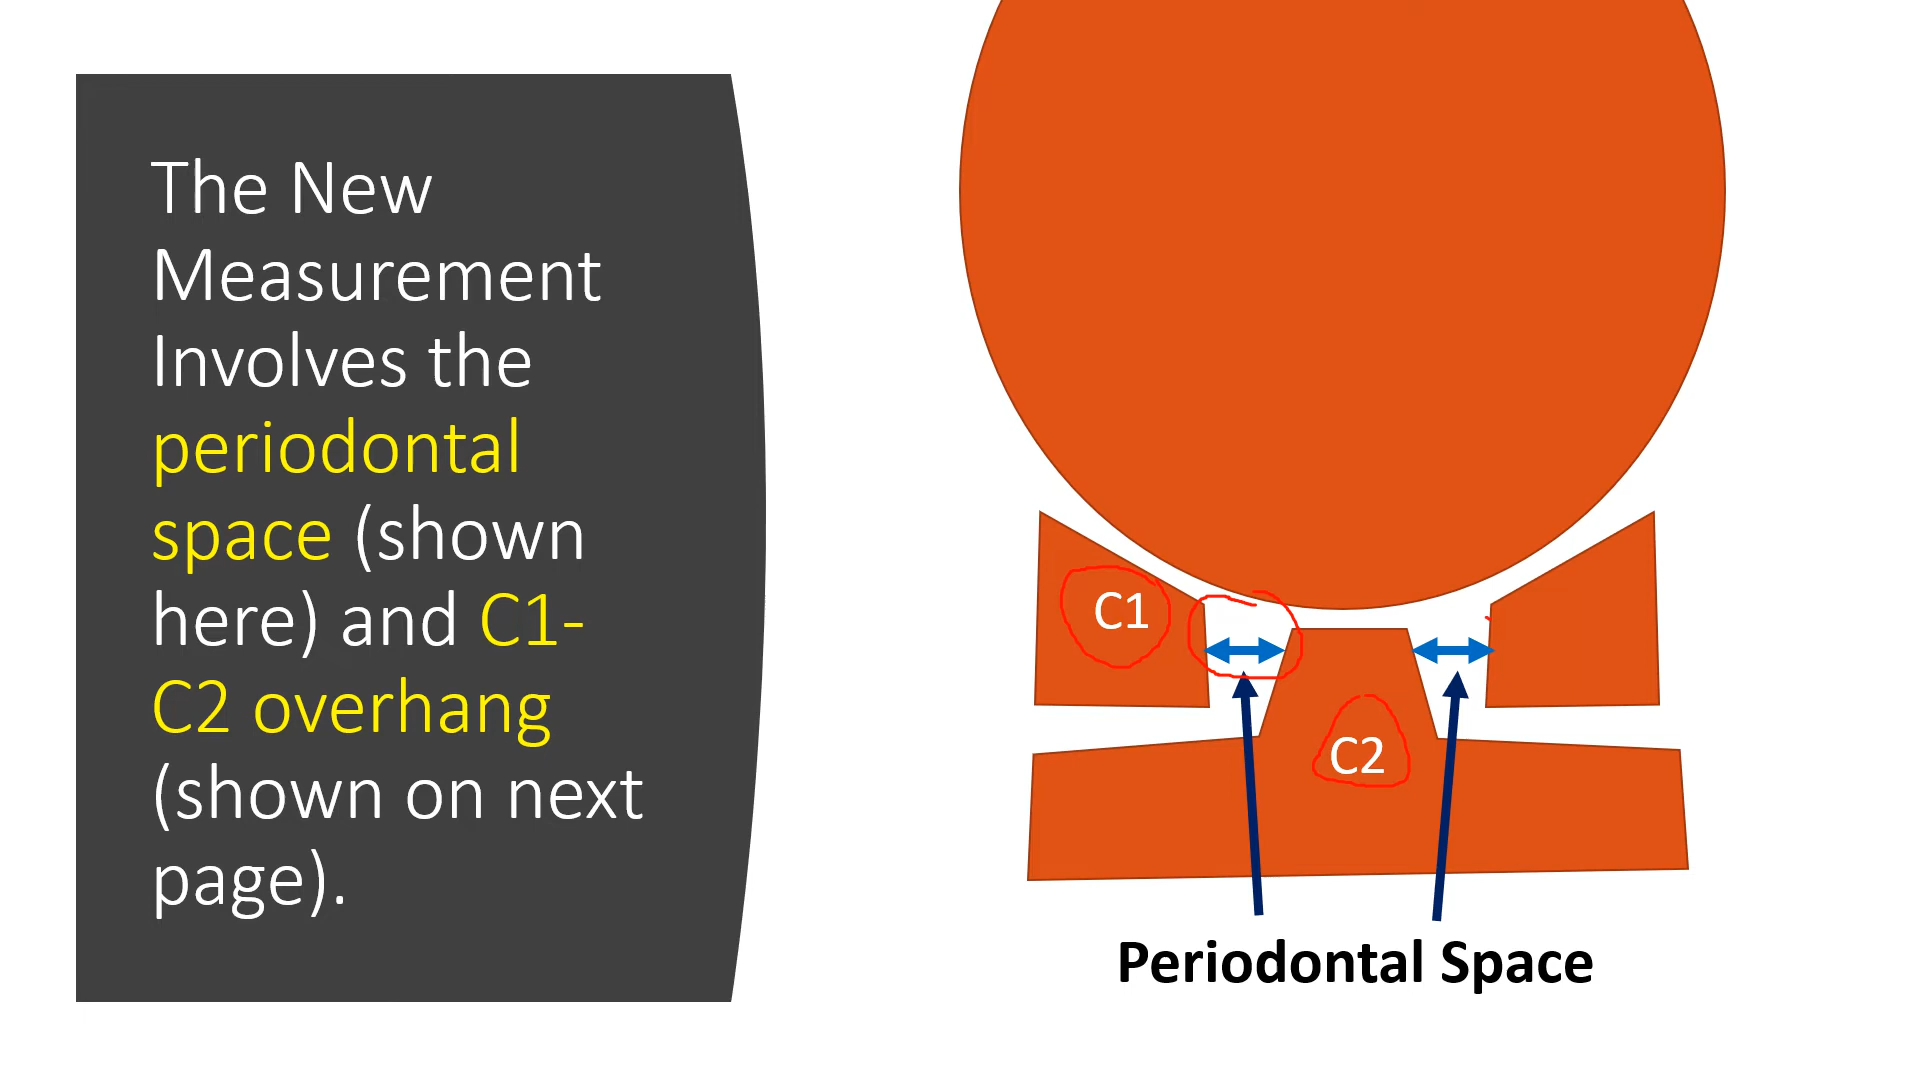 The New
Measurement
Involves the
periodontal
space (shown
here) and C1-
C2 overhang
(shown on next
page).
C1
C2
Periodontal Space